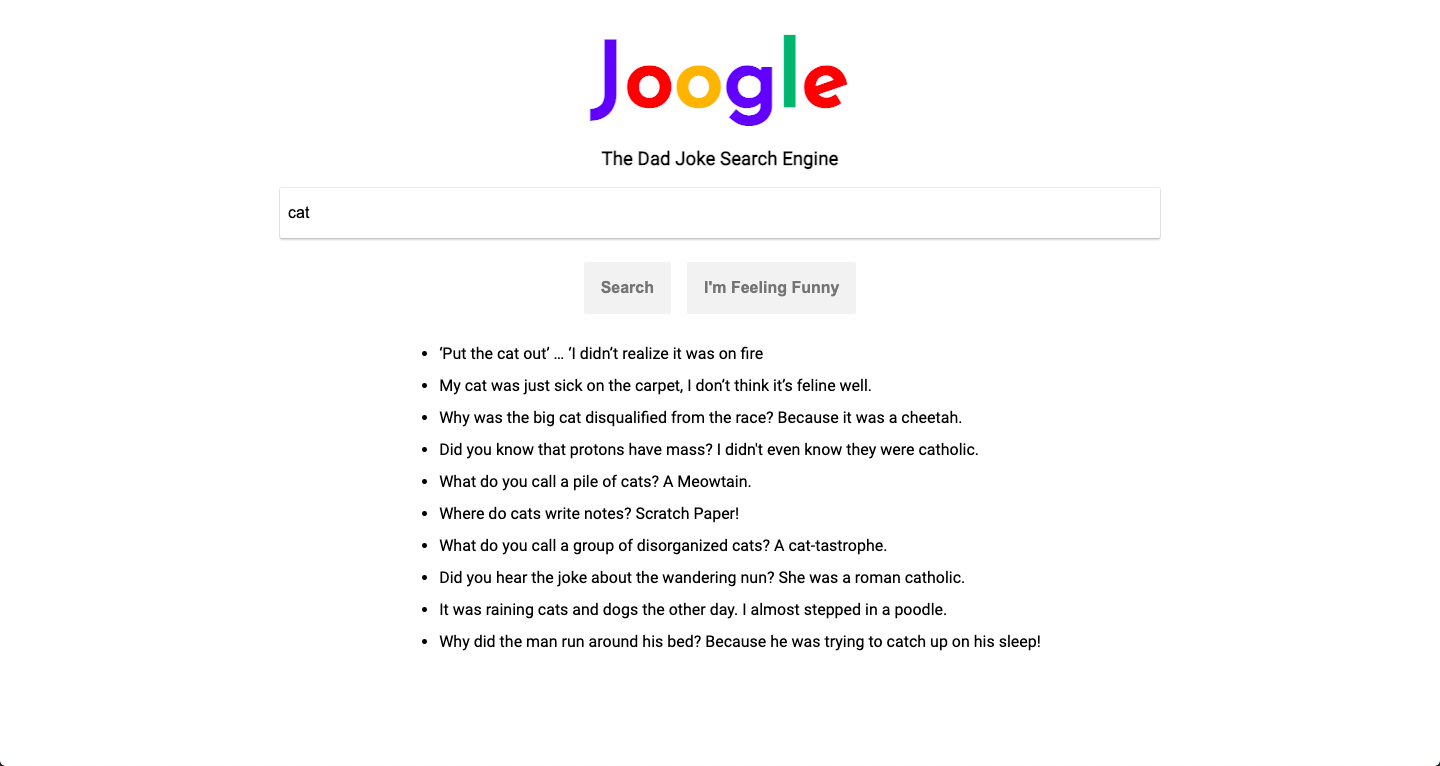 Joogle
The Dad Joke Search Engine
cat
Search
I'm Feeling Funny
‘Put the cat out’ … ‘I didn’t realize it was on fire
My cat was just sick on the carpet, I don’t think it’s feline well.
Why was the big cat disqualified from the race? Because it was a cheetah.
Did you know that protons have mass? I didn't even know they were catholic.
What do you call a pile of cats? A Meowtain.
Where do cats write notes? Scratch Paper!
What do you call a group of disorganized cats? A cat-tastrophe.
Did you hear the joke about the wandering nun? She was a roman catholic.
It was raining cats and dogs the other day. I almost stepped in a poodle.
Why did the man run around his bed? Because he was trying to catch up on his sleep!